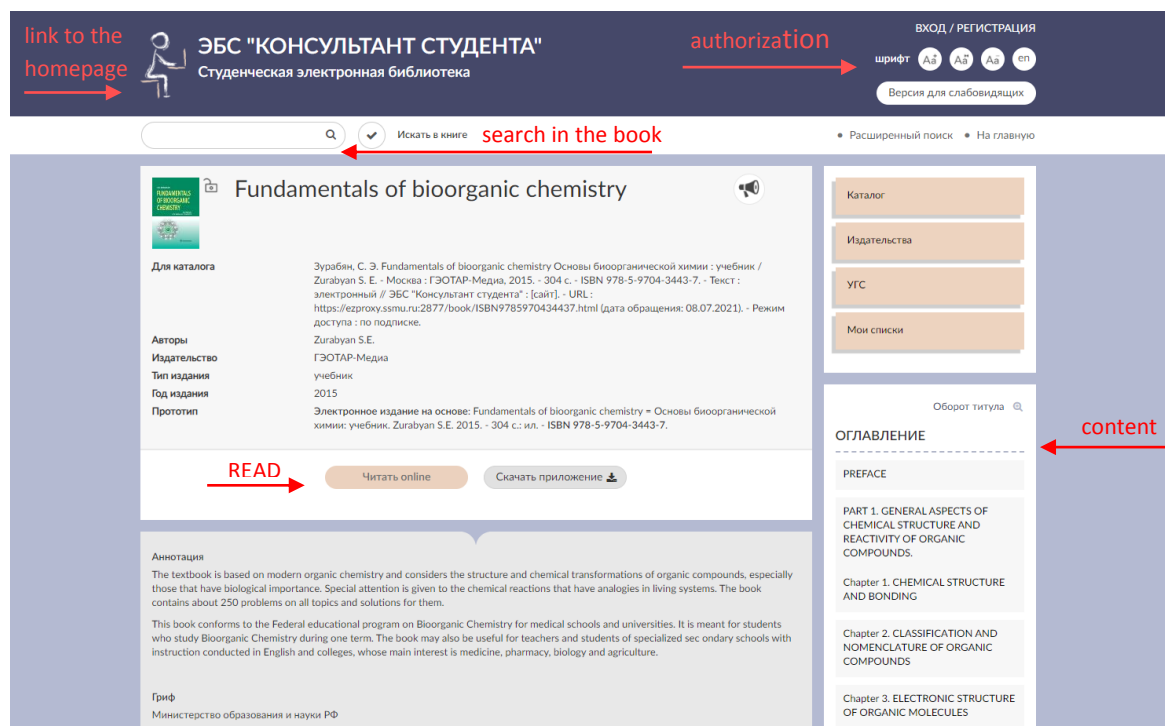 link to the
homepage
ЭБС "КОНСУЛЬТАНТ СТУДЕНТА"
Студенческая электронная библиотека
authorization
ВХОД / РЕГИСТРАЦИЯ
шрифт Aa+ Aa Aa- en
Версия для слабовидящих
Искать в книге
search in the book
• Расширенный поиск • На главную
FUNDAMENTALS
OF BIOORGANIC
CHEMISTRY
Fundamentals of bioorganic chemistry
Для каталога
Зурабян, С. Э. Fundamentals of bioorganic chemistry Основы биоорганической химии : учебник /
Zurabyan S. E. - Москва : ГЭОТАР-Медиа, 2015. - 304 с. - ISBN 978-5-9704-3443-7. - Текст :
электронный // ЭБС "Консультант студента" : [сайт]. - URL :
https://ezproxy.ssmu.ru:2877/book/ISBN9785970434437.html (дата обращения: 08.07.2021). - Режим
доступа : по подписке.
Авторы Zurabyan S.E.
Издательство ГЭОТАР-Медиа
Тип издания учебник
Год издания 2015
Прототип Электронное издание на основе: Fundamentals of bioorganic chemistry = Основы биоорганической
химии: учебник. Zurabyan S.E. 2015. - 304 с.: ил. - ISBN 978-5-9704-3443-7.
READ
Читать online
Скачать приложение
Аннотация
The textbook is based on modern organic chemistry and considers the structure and chemical transformations of organic compounds, especially
those that have biological importance. Special attention is given to the chemical reactions that have analogies in living systems. The book
contains about 250 problems on all topics and solutions for them.
This book conforms to the Federal educational program on Bioorganic Chemistry for medical schools and universities. It is meant for students
who study Bioorganic Chemistry during one term. The book may also be useful for teachers and students of specialized sec ondary schools with
instruction conducted in English and colleges, whose main interest is medicine, pharmacy, biology and agriculture.
Гриф
Министерство образования и науки РФ
Каталог
Издательства
УГС
Мои списки
Оборот титула
ОГЛАВЛЕНИЕ
content
PREFACE
PART 1. GENERAL ASPECTS OF
CHEMICAL STRUCTURE AND
REACTIVITY OF ORGANIC
COMPOUNDS.
Chapter 1. CHEMICAL STRUCTURE
AND BONDING
Chapter 2. CLASSIFICATION AND
NOMENCLATURE OF ORGANIC
COMPOUNDS
Chapter 3. ELECTRONIC STRUCTURE
OF ORGANIC MOLECULES